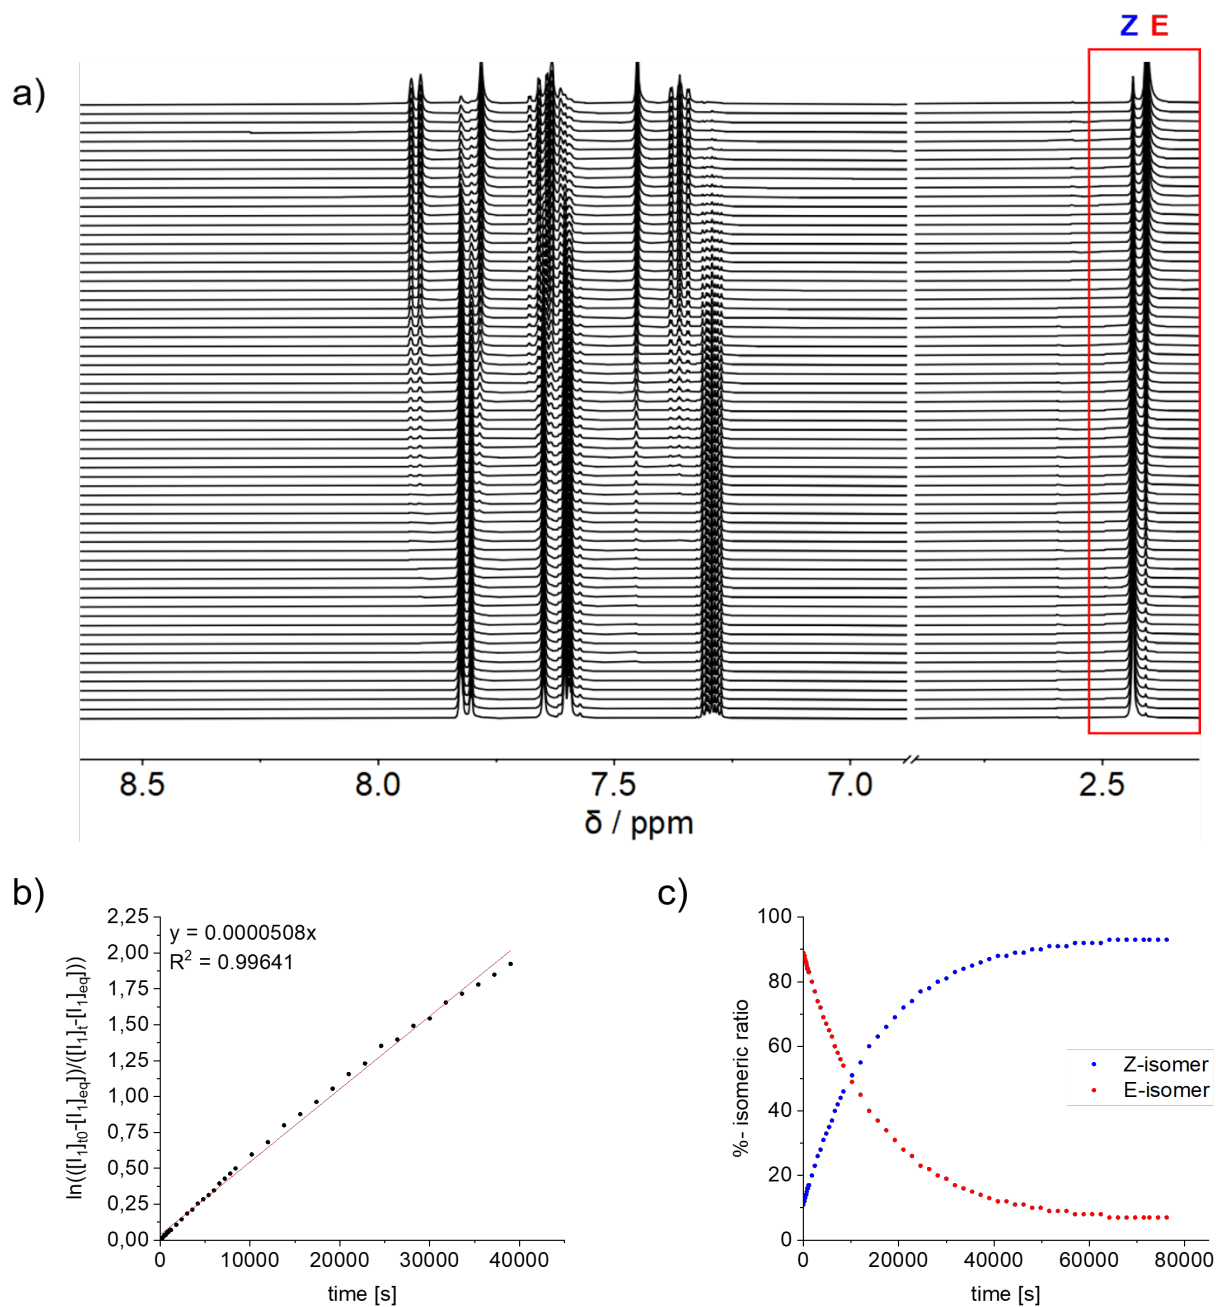 Z E
a)
8.5 8.0 7.5 7.0 2.5
δ / ppm
b)
y = 0.0000508x
R² = 0.99641
2,25
2,00
1,75
1,50
1,25
1,00
0,75
0,50
0,25
0,00
ln(([I₁]ₜ₀-[I₁]eq])/([I₁]ₜ-[I₁]eq]))
0 10000 20000 30000 40000
time [s]
c)
100
80
60
40
20
0
%- isomeric ratio
Z-isomer
E-isomer
0 20000 40000 60000 80000
time [s]